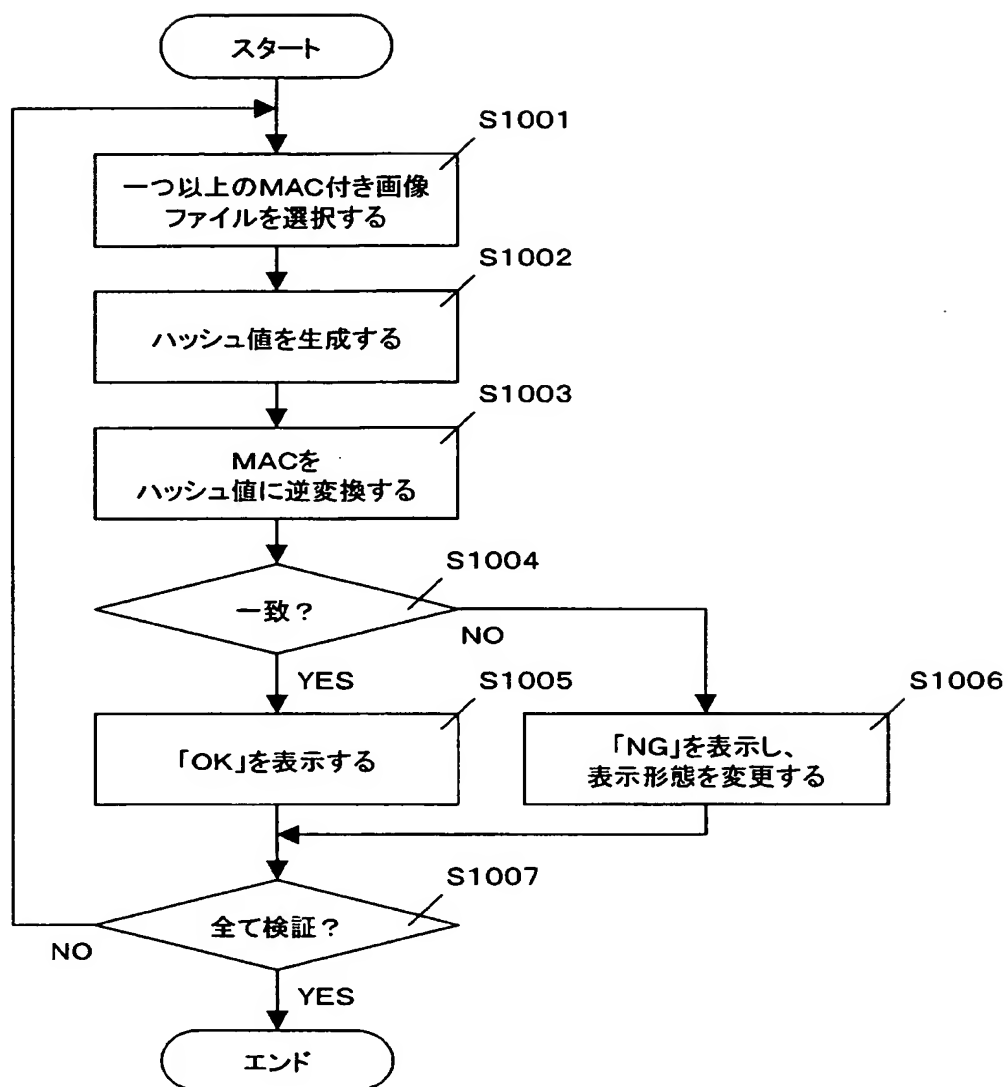 スタート
S1001
一つ以上のMAC付き画像
ファイルを選択する
S1002
ハッシュ値を生成する
S1003
MACを
ハッシュ値に逆変換する
S1004
一致?
NO
YES
S1005
「OK」を表示する
S1006
「NG」を表示し、
表示形態を変更する
S1007
全て検証?
NO
YES
エンド